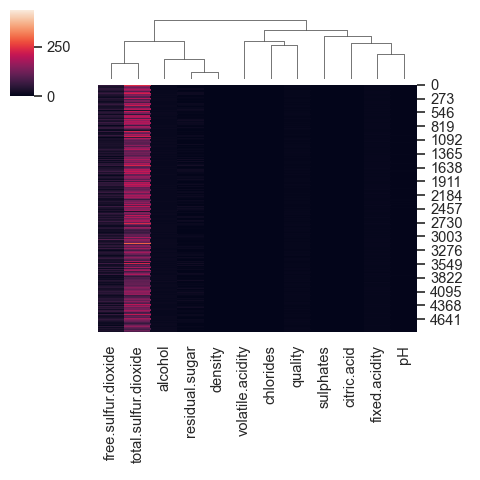 250
0
0
273
546
819
1092
1365
1638
1911
2184
2457
2730
3003
3276
3549
3822
4095
4368
4641
free.sulfur.dioxide
total.sulfur.dioxide
alcohol
residual.sugar
density
volatile.acidity
chlorides
quality
sulphates
citric.acid
fixed.acidity
pH